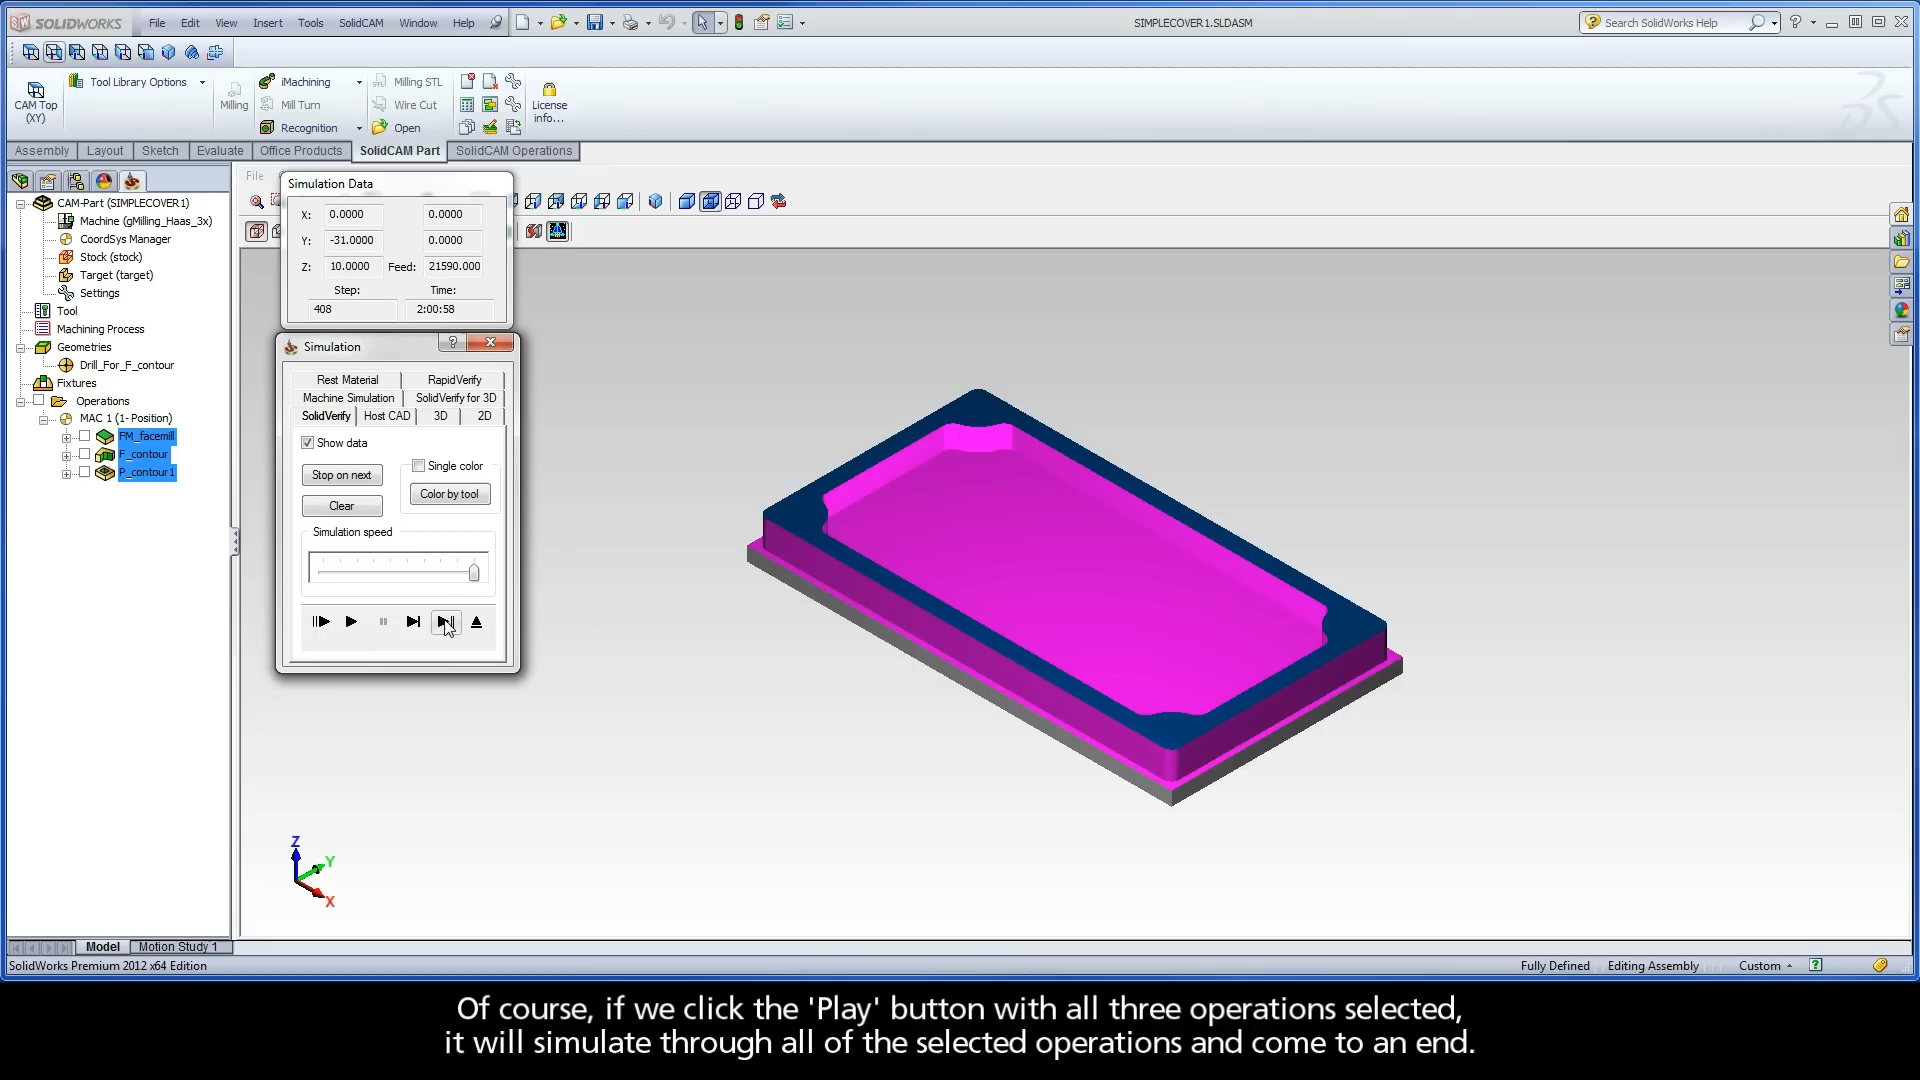 SOLIDWORKS File Edit View Insert Tools SolidCAM Window Help SIMPLECOVER1.SLDASM Search SolidWorks Help
CAM Top (XY)
Tool Library Options
Milling
iMachining
Mill Turn
Recognition
Milling STL
Wire Cut
Open
License info...
Assembly Layout Sketch Evaluate Office Products SolidCAM Part SolidCAM Operations
CAM-Part (SIMPLECOVER1)
Machine (gMilling_Haas_3x)
CoordSys Manager
Stock (stock)
Target (target)
Settings
Tool
Machining Process
Geometries
Drill_For_F_contour
Fixtures
Operations
MAC 1 (1- Position)
FM_facemill
F_contour
P_contour1
File
Simulation Data
X: 0.0000 0.0000
Y: -31.0000 0.0000
Z: 10.0000 Feed: 21590.000
Step: Time:
408 2:00:58
Simulation ?
Rest Material RapidVerify
Machine Simulation SolidVerify for 3D
SolidVerify Host CAD 3D 2D
Show data
Stop on next
Single color
Color by tool
Clear
Simulation speed
Z
Y
X
Model Motion Study 1
SolidWorks Premium 2012 x64 Edition Fully Defined Editing Assembly Custom
Of course, if we click the 'Play' button with all three operations selected,
it will simulate through all of the selected operations and come to an end.